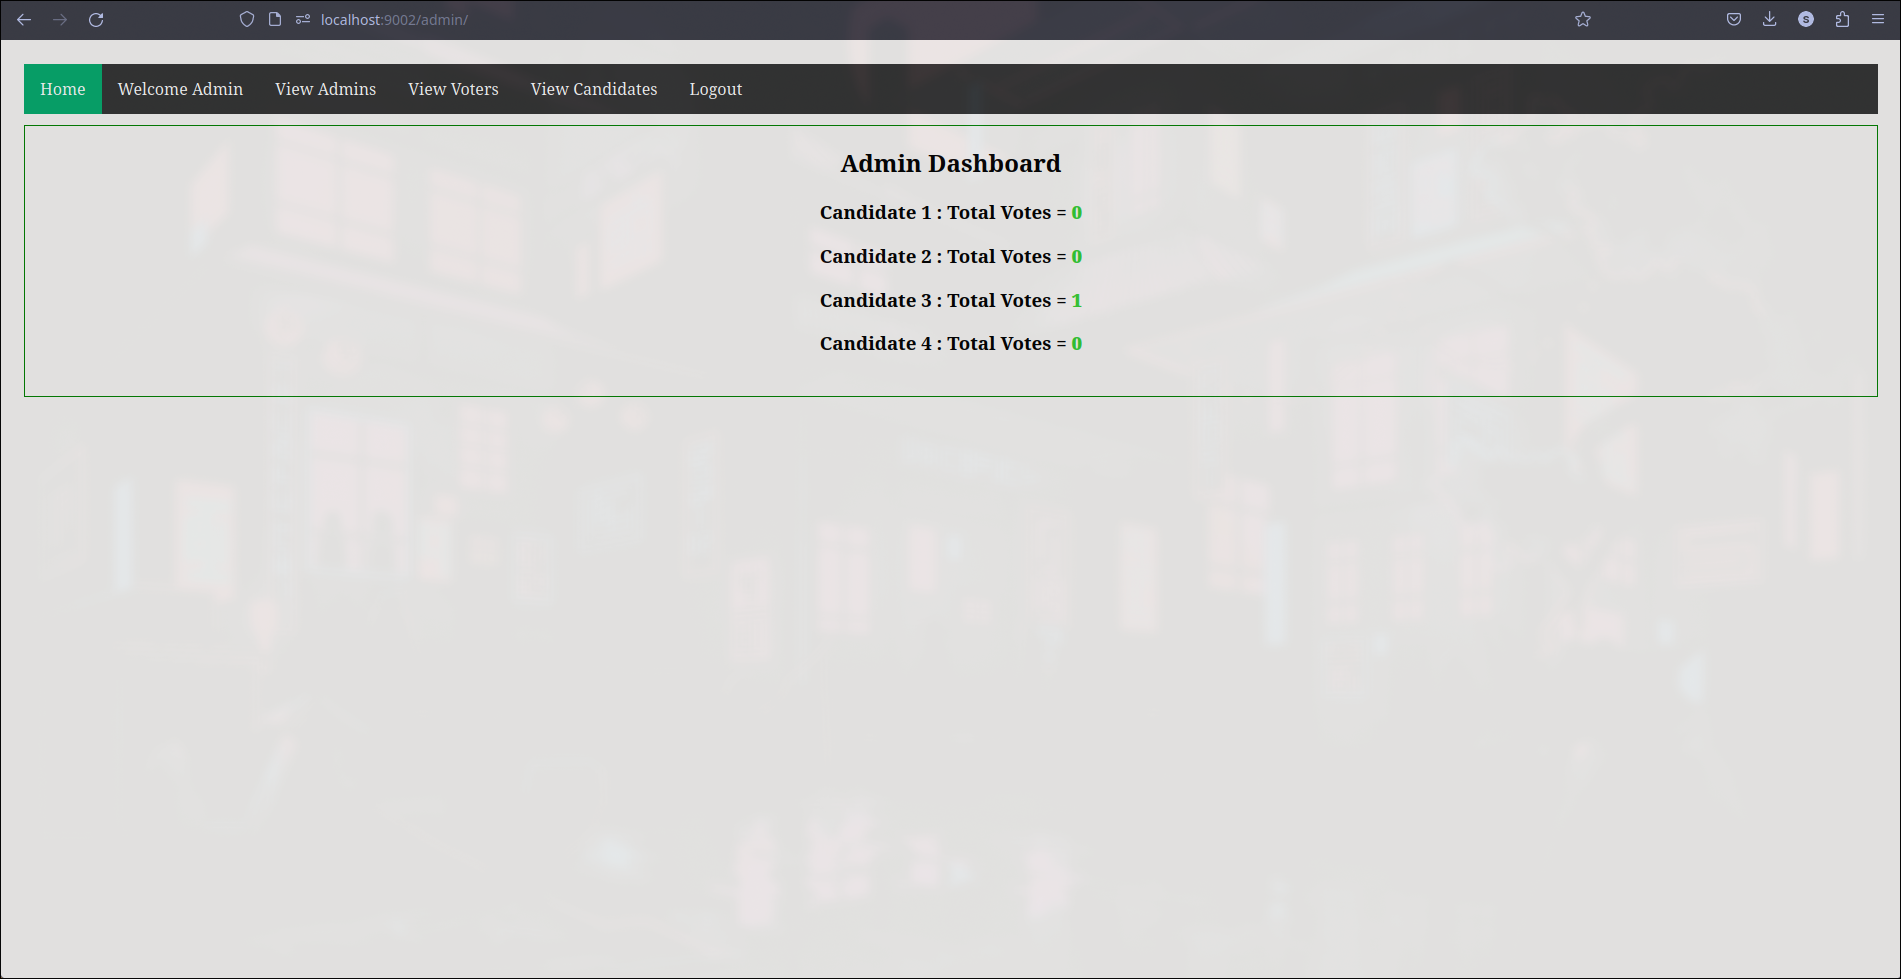 localhost:9002/admin/
Home Welcome Admin View Admins View Voters View Candidates Logout
Admin Dashboard
Candidate 1 : Total Votes = 0
Candidate 2 : Total Votes = 0
Candidate 3 : Total Votes = 1
Candidate 4 : Total Votes = 0